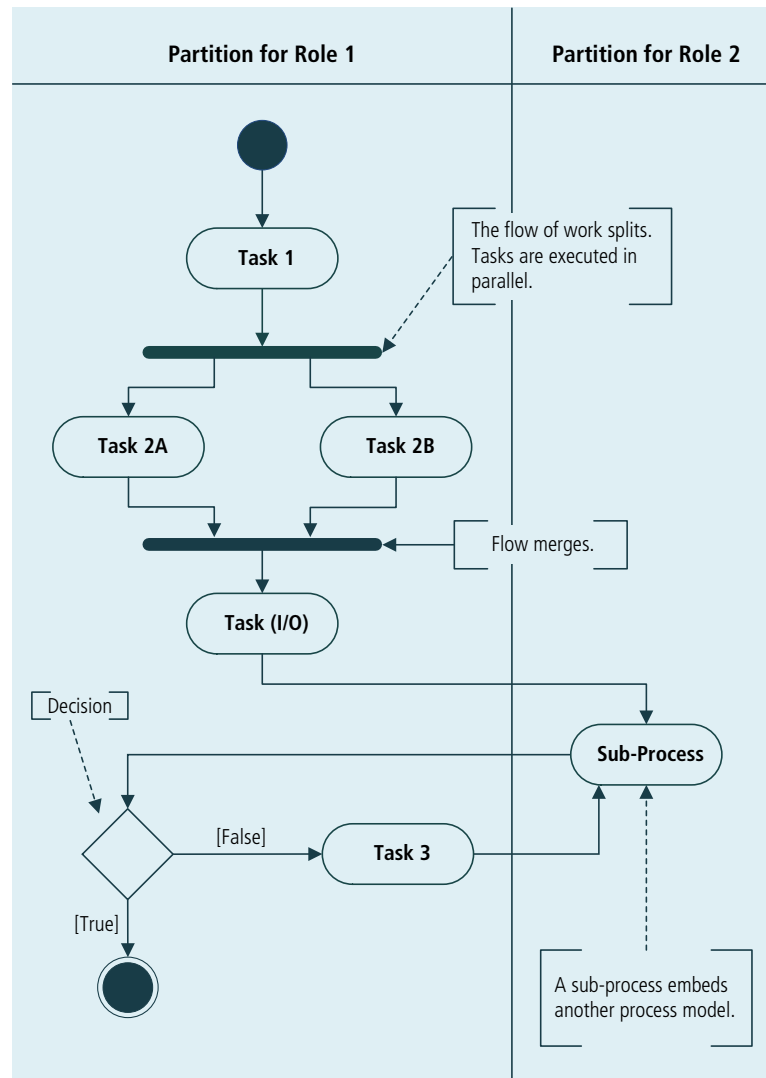 Partition for Role 1
Partition for Role 2
The flow of work splits.
Tasks are executed in
parallel.
Task 1
Task 2A
Task 2B
Flow merges.
Task (I/O)
Decision
Sub-Process
[False]
Task 3
[True]
A sub-process embeds
another process model.